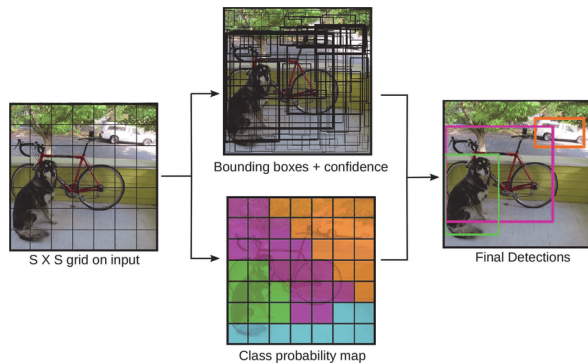 Bounding boxes + confidence
S X S grid on input
Final Detections
Class probability map